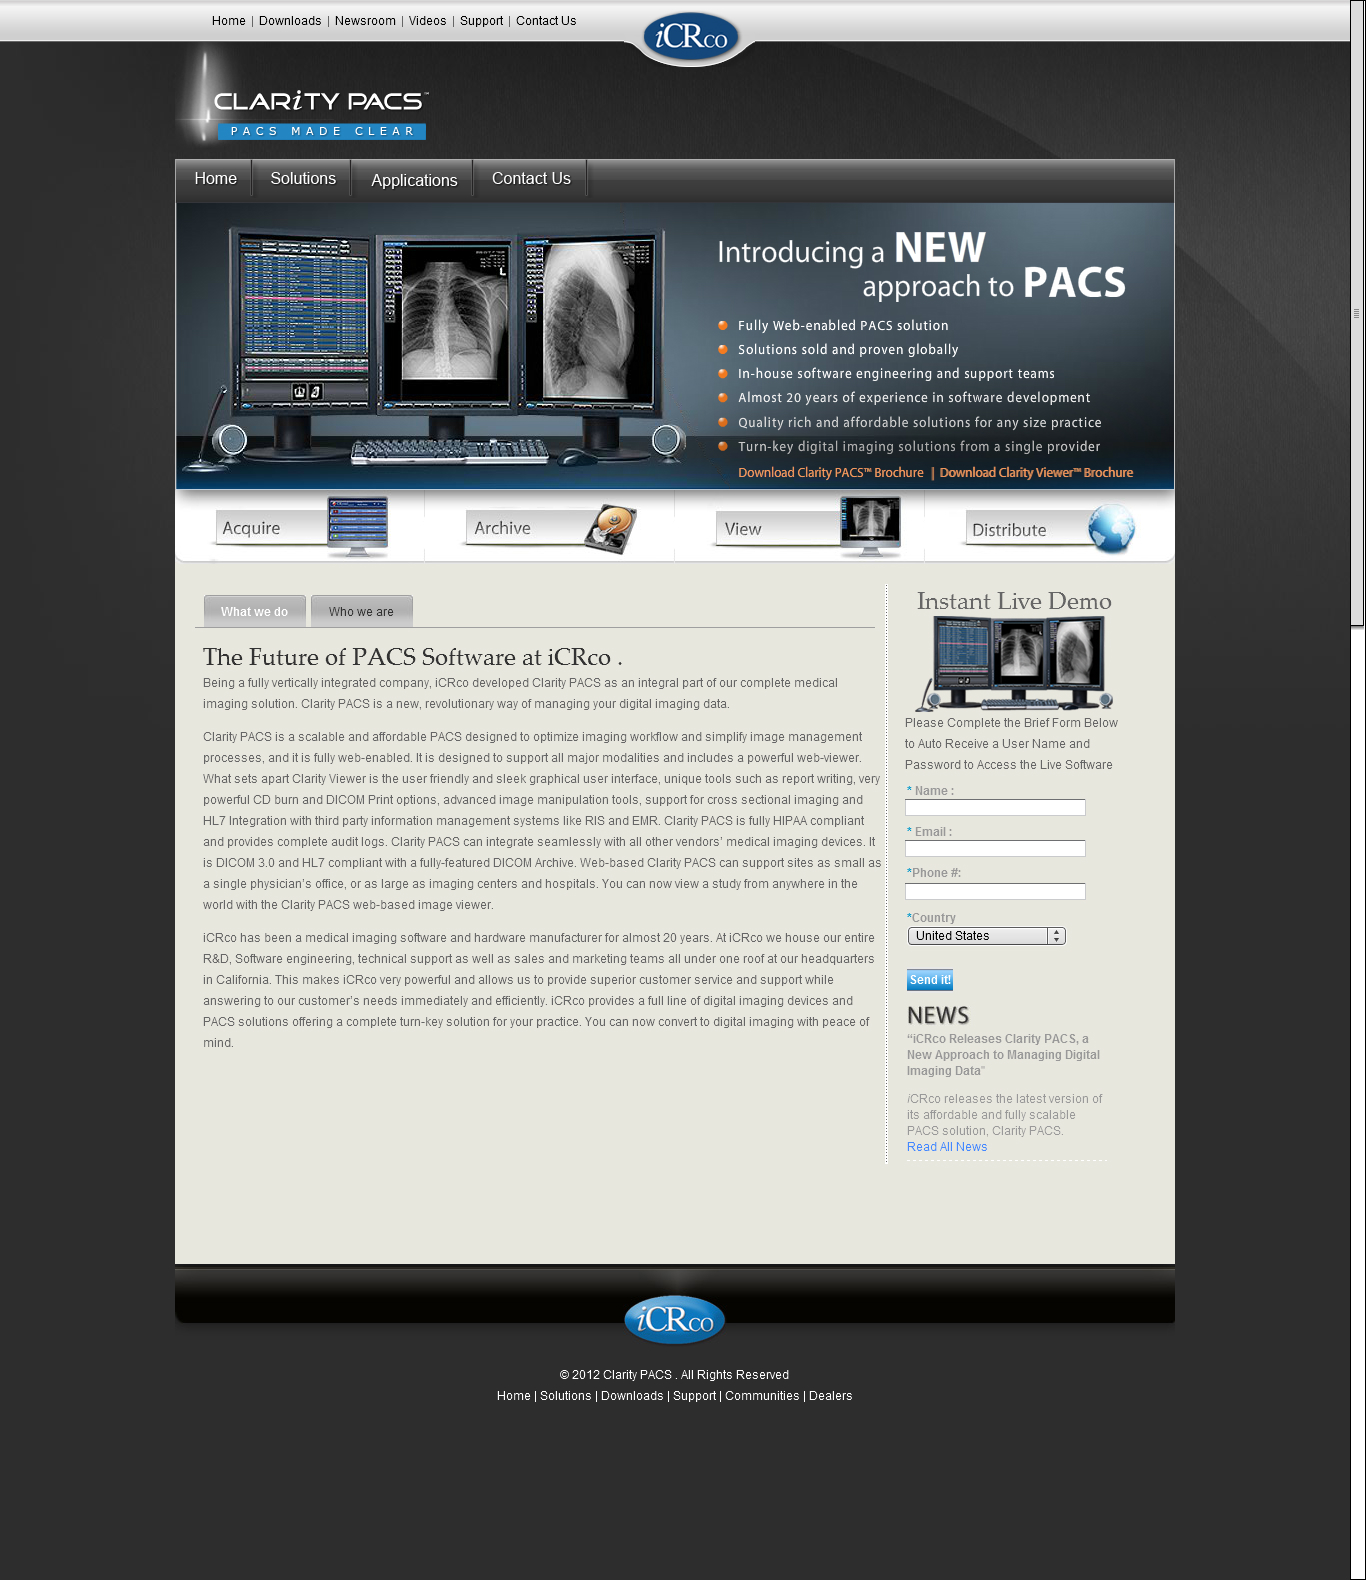 Home | Downloads | Newsroom | Videos | Support | Contact Us
iCRco
CLARiTY PACS™
PACS MADE CLEAR
Home Solutions Applications Contact Us
Introducing a NEW
approach to PACS
Fully Web-enabled PACS solution
Solutions sold and proven globally
In-house software engineering and support teams
Almost 20 years of experience in software development
Quality rich and affordable solutions for any size practice
Turn-key digital imaging solutions from a single provider
Download Clarity PACS™ Brochure | Download Clarity Viewer™ Brochure
Acquire Archive View Distribute
What we do Who we are
The Future of PACS Software at iCRco .
Being a fully vertically integrated company, iCRco developed Clarity PACS as an integral part of our complete medical
imaging solution. Clarity PACS is a new, revolutionary way of managing your digital imaging data.
Clarity PACS is a scalable and affordable PACS designed to optimize imaging workflow and simplify image management
processes, and it is fully web-enabled. It is designed to support all major modalities and includes a powerful web-viewer.
What sets apart Clarity Viewer is the user friendly and sleek graphical user interface, unique tools such as report writing, very
powerful CD burn and DICOM Print options, advanced image manipulation tools, support for cross sectional imaging and
HL7 Integration with third party information management systems like RIS and EMR. Clarity PACS is fully HIPAA compliant
and provides complete audit logs. Clarity PACS can integrate seamlessly with all other vendors’ medical imaging devices. It
is DICOM 3.0 and HL7 compliant with a fully-featured DICOM Archive. Web-based Clarity PACS can support sites as small as
a single physician’s office, or as large as imaging centers and hospitals. You can now view a study from anywhere in the
world with the Clarity PACS web-based image viewer.
iCRco has been a medical imaging software and hardware manufacturer for almost 20 years. At iCRco we house our entire
R&D, Software engineering, technical support as well as sales and marketing teams all under one roof at our headquarters
in California. This makes iCRco very powerful and allows us to provide superior customer service and support while
answering to our customer’s needs immediately and efficiently. iCRco provides a full line of digital imaging devices and
PACS solutions offering a complete turn-key solution for your practice. You can now convert to digital imaging with peace of
mind.
Instant Live Demo
Please Complete the Brief Form Below
to Auto Receive a User Name and
Password to Access the Live Software
* Name :
* Email :
*Phone #:
*Country
United States
Send it!
NEWS
“iCRco Releases Clarity PACS, a
New Approach to Managing Digital
Imaging Data"
iCRco releases the latest version of
its affordable and fully scalable
PACS solution, Clarity PACS.
Read All News
iCRco
© 2012 Clarity PACS . All Rights Reserved
Home | Solutions | Downloads | Support | Communities | Dealers